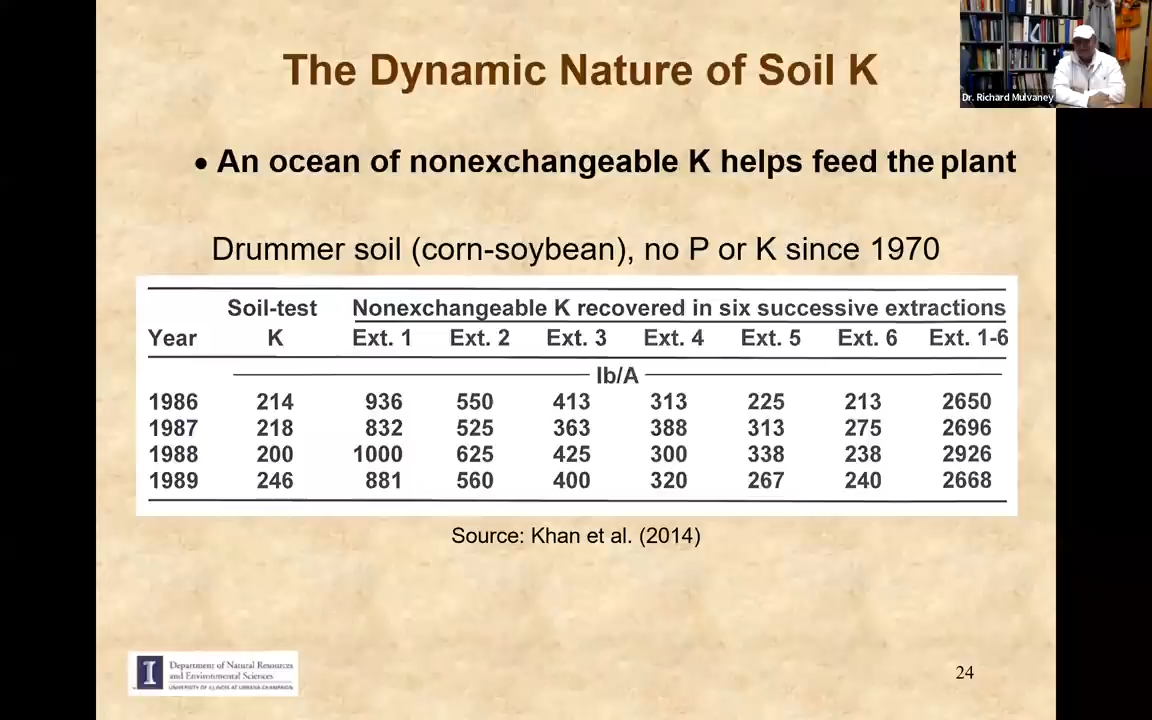 The Dynamic Nature of Soil K
Dr. Richard Mulvaney
• An ocean of nonexchangeable K helps feed the plant
Drummer soil (corn-soybean), no P or K since 1970
Soil-test Nonexchangeable K recovered in six successive extractions
Year K Ext. 1 Ext. 2 Ext. 3 Ext. 4 Ext. 5 Ext. 6 Ext. 1-6
lb/A
1986 214 936 550 413 313 225 213 2650
1987 218 832 525 363 388 313 275 2696
1988 200 1000 625 425 300 338 238 2926
1989 246 881 560 400 320 267 240 2668
Source: Khan et al. (2014)
I
Department of Natural Resources
and Environmental Sciences
UNIVERSITY OF ILLINOIS AT URBANA-CHAMPAIGN
24